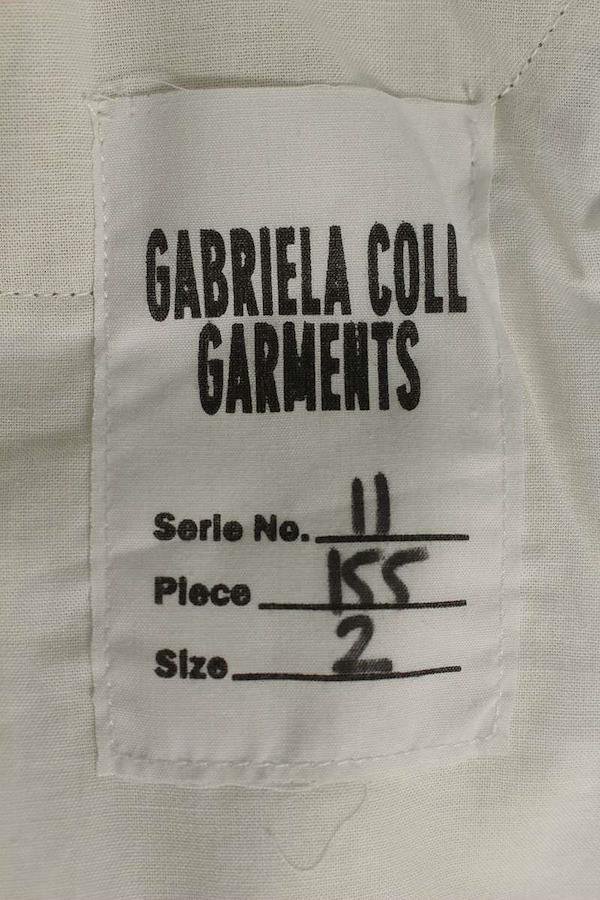 GABRIELA COLL
GARMENTS
Serie No. 11
Piece 155
Size 2